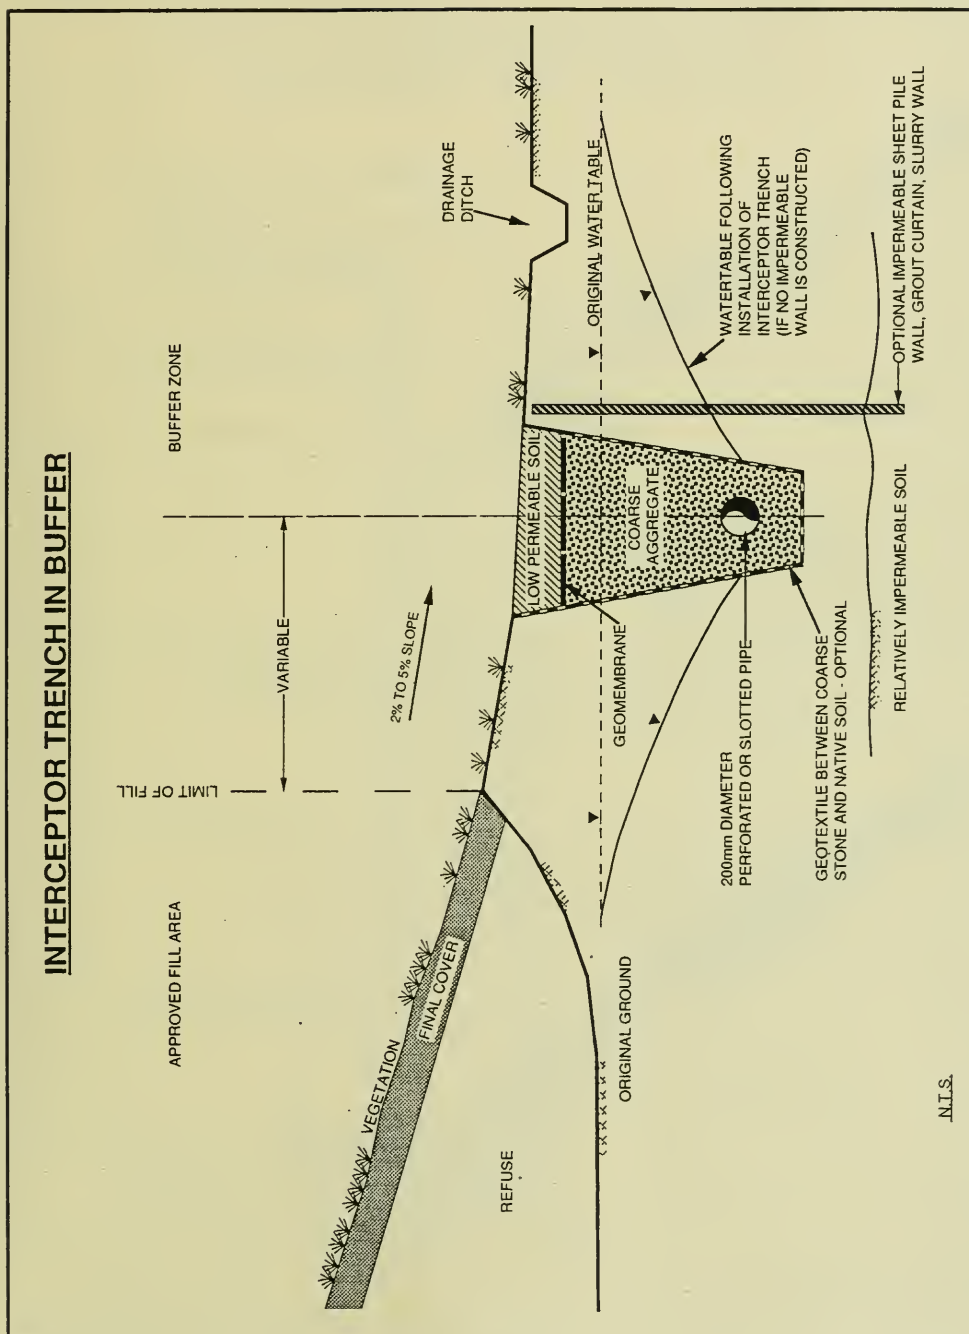 INTERCEPTOR TRENCH IN BUFFER
APPROVED FILL AREA
LIMIT OF FILL
BUFFER ZONE
VARIABLE
2% TO 5% SLOPE
DRAINAGE
DITCH
VEGETATION
FINAL COVER
REFUSE
LOW PERMEABLE SOIL
COARSE
AGGREGATE
ORIGINAL WATER TABLE
ORIGINAL GROUND
GEOMEMBRANE
WATERTABLE FOLLOWING
INSTALLATION OF
INTERCEPTOR TRENCH
(IF NO IMPERMEABLE
WALL IS CONSTRUCTED)
200mm DIAMETER
PERFORATED OR SLOTTED PIPE
GEOTEXTILE BETWEEN COARSE
STONE AND NATIVE SOIL - OPTIONAL
RELATIVELY IMPERMEABLE SOIL
OPTIONAL IMPERMEABLE SHEET PILE
WALL, GROUT CURTAIN, SLURRY WALL
N.T.S.